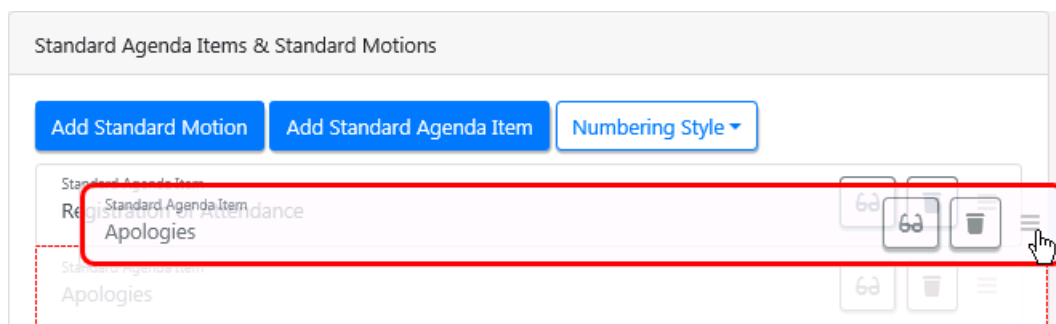 Standard Agenda Items & Standard Motions
Add Standard Motion
Add Standard Agenda Item
Numbering Style
Standard Agenda Item
Registration of Attendance
Standard Agenda Item
Apologies
Standard Agenda Item
Apologies